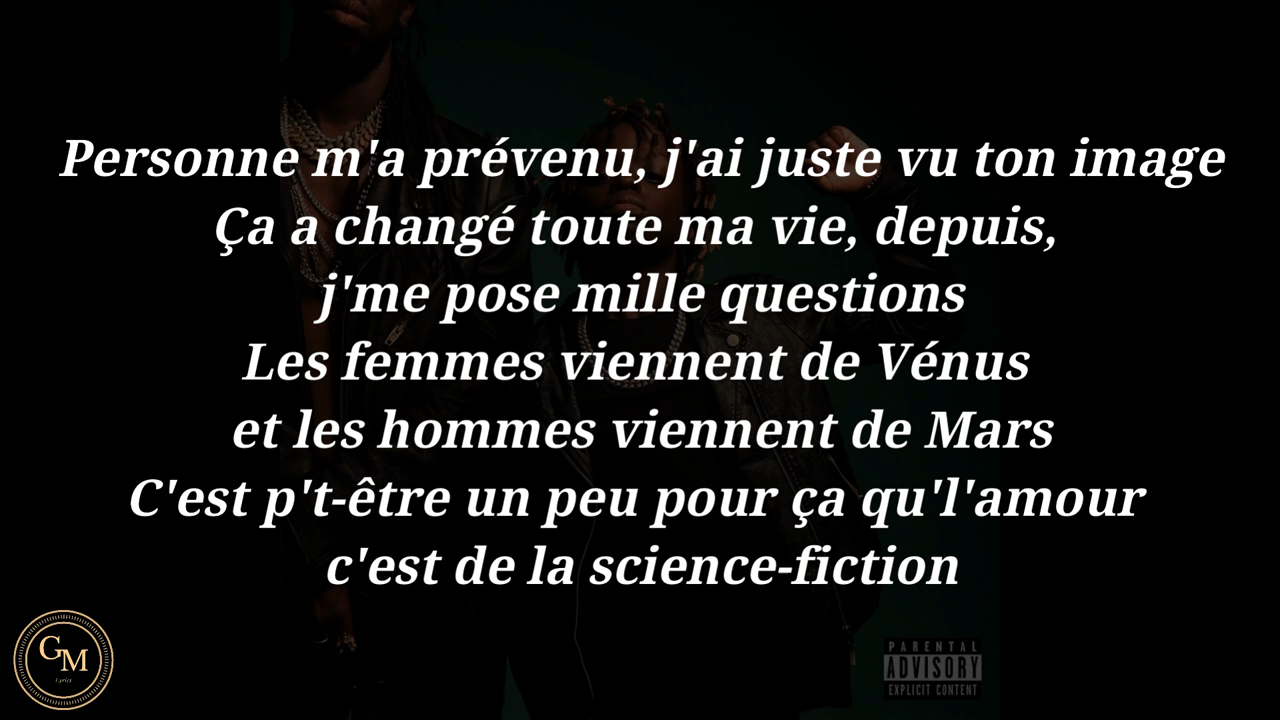 Personne m'a prévenu, j'ai juste vu ton image
Ça a changé toute ma vie, depuis,
j'me pose mille questions
Les femmes viennent de Vénus
et les hommes viennent de Mars
C'est p't-être un peu pour ça qu'l'amour
c'est de la science-fiction
GM
Lyrics
PARENTAL
ADVISORY
EXPLICIT CONTENT